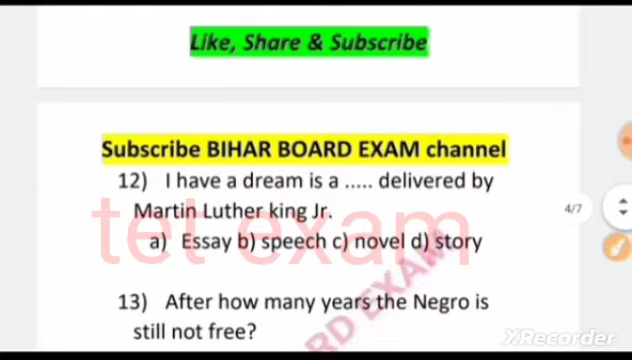 Like, Share & Subscribe
Subscribe BIHAR BOARD EXAM channel
12) I have a dream is a ..... delivered by
Martin Luther king Jr.
a) Essay b) speech c) novel d) story
tet exam
4/7
13) After how many years the Negro is
still not free?
RD EXAM
XRecorder